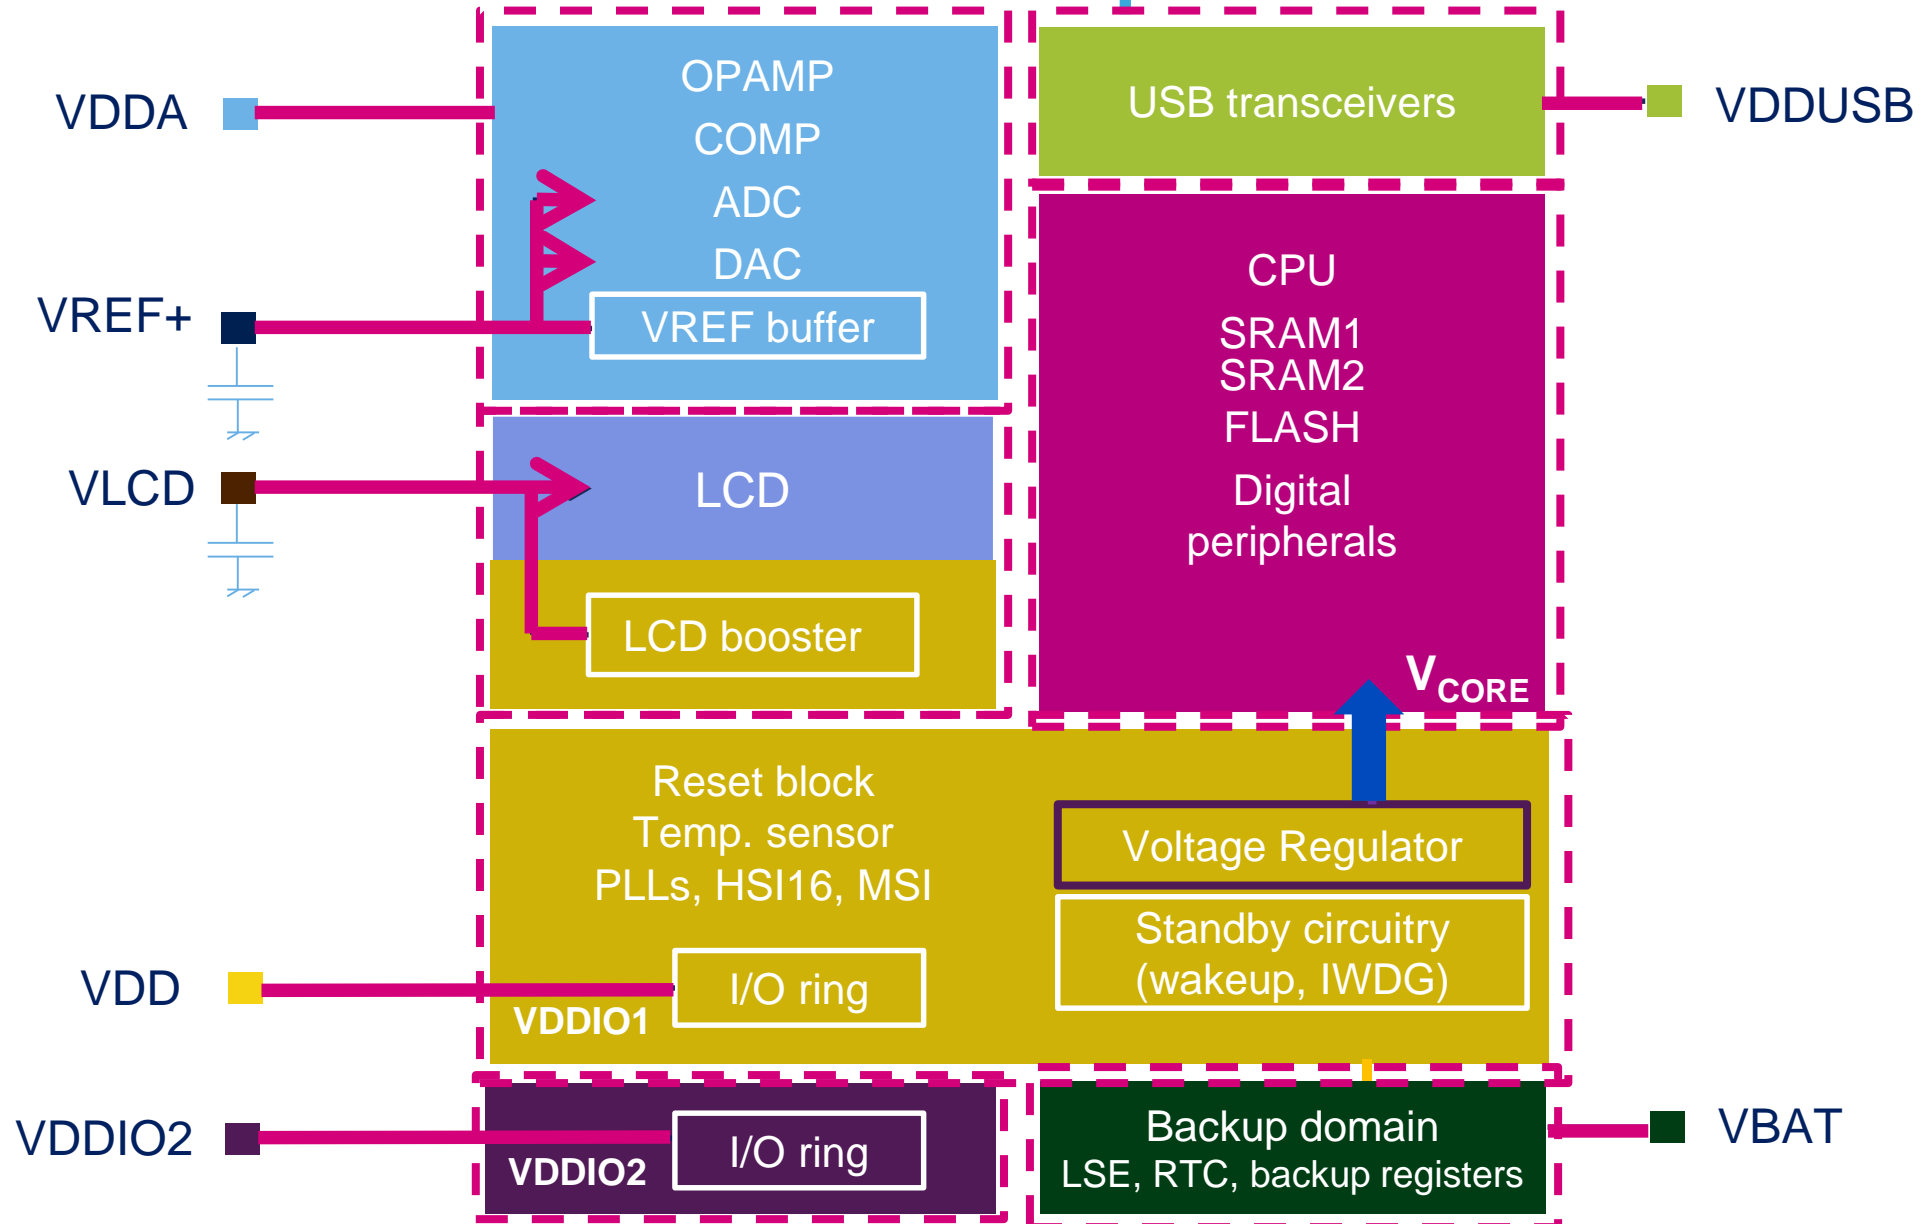 VDDA
VREF+
VLCD
VDD
VDDIO2
OPAMP
COMP
ADC
DAC
VREF buffer
LCD
LCD booster
Reset block
Temp. sensor
PLLs, HSI16, MSI
I/O ring
VDDIO1
I/O ring
VDDIO2
USB transceivers
CPU
SRAM1
SRAM2
FLASH
Digital
peripherals
VCORE
Voltage Regulator
Standby circuitry
(wakeup, IWDG)
Backup domain
LSE, RTC, backup registers
VDDUSB
VBAT